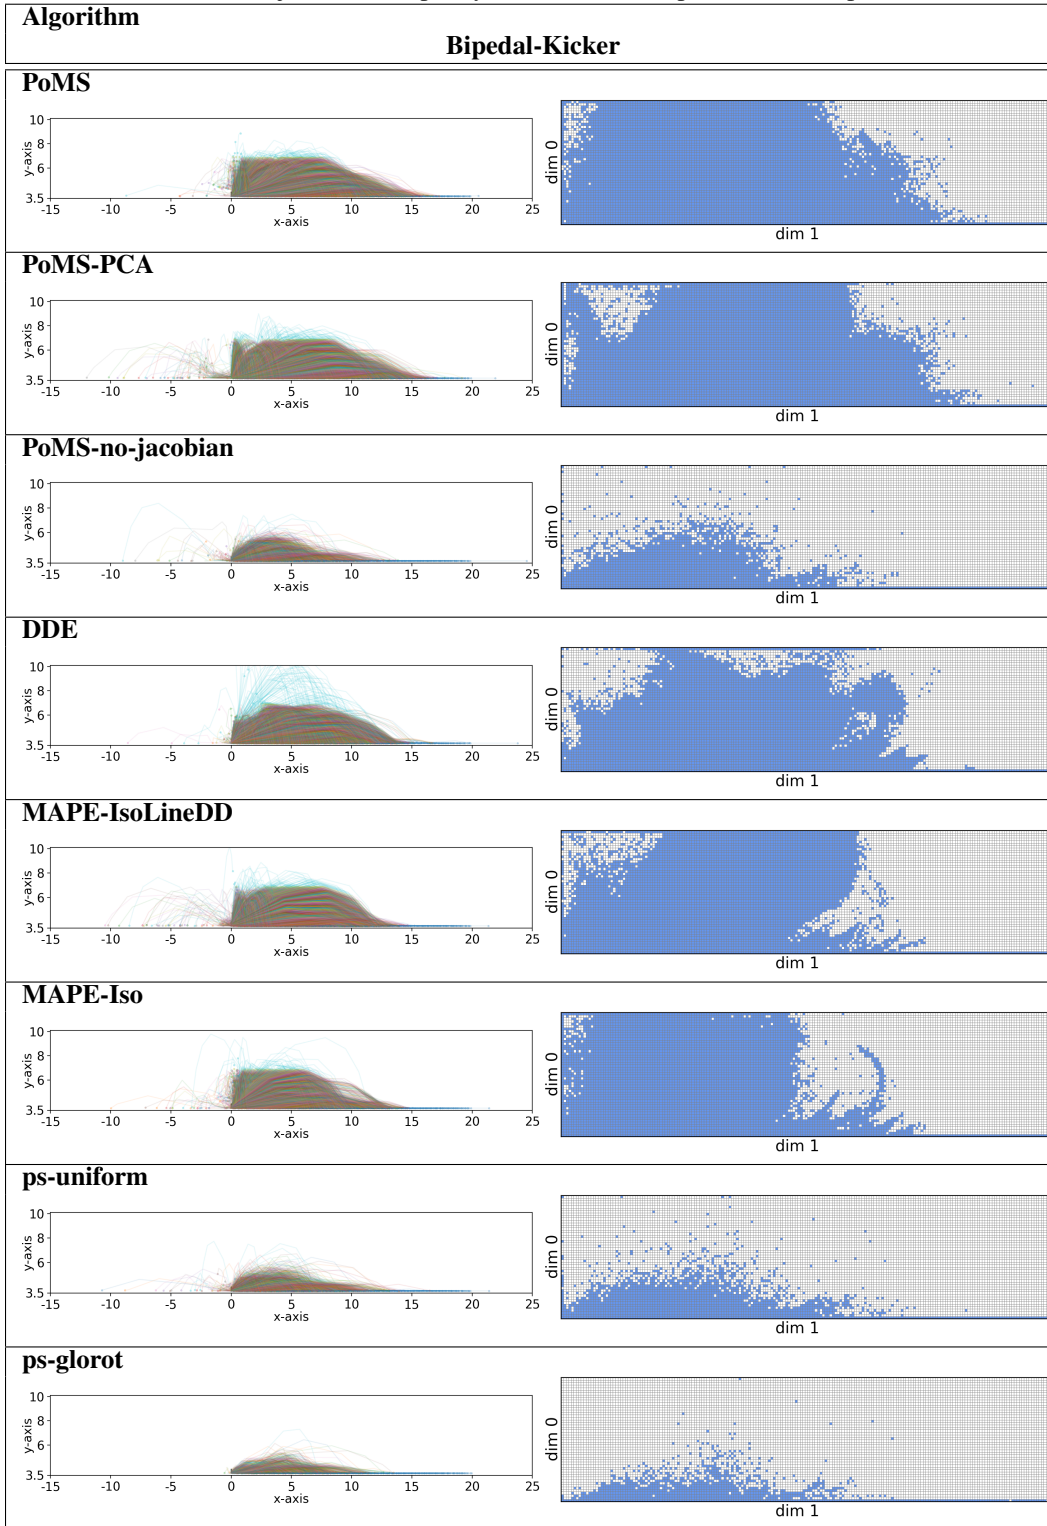 Algorithm
Bipedal-Kicker
PoMS
10
8
6
3.5
y-axis
-15 -10 -5 0 5 10 15 20 25
x-axis
dim 0
dim 1
PoMS-PCA
10
8
6
3.5
y-axis
-15 -10 -5 0 5 10 15 20 25
x-axis
dim 0
dim 1
PoMS-no-jacobian
10
8
6
3.5
y-axis
-15 -10 -5 0 5 10 15 20 25
x-axis
dim 0
dim 1
DDE
10
8
6
3.5
y-axis
-15 -10 -5 0 5 10 15 20 25
x-axis
dim 0
dim 1
MAPE-IsoLineDD
10
8
6
3.5
y-axis
-15 -10 -5 0 5 10 15 20 25
x-axis
dim 0
dim 1
MAPE-Iso
10
8
6
3.5
y-axis
-15 -10 -5 0 5 10 15 20 25
x-axis
dim 0
dim 1
ps-uniform
10
8
6
3.5
y-axis
-15 -10 -5 0 5 10 15 20 25
x-axis
dim 0
dim 1
ps-glorot
10
8
6
3.5
y-axis
-15 -10 -5 0 5 10 15 20 25
x-axis
dim 0
dim 1